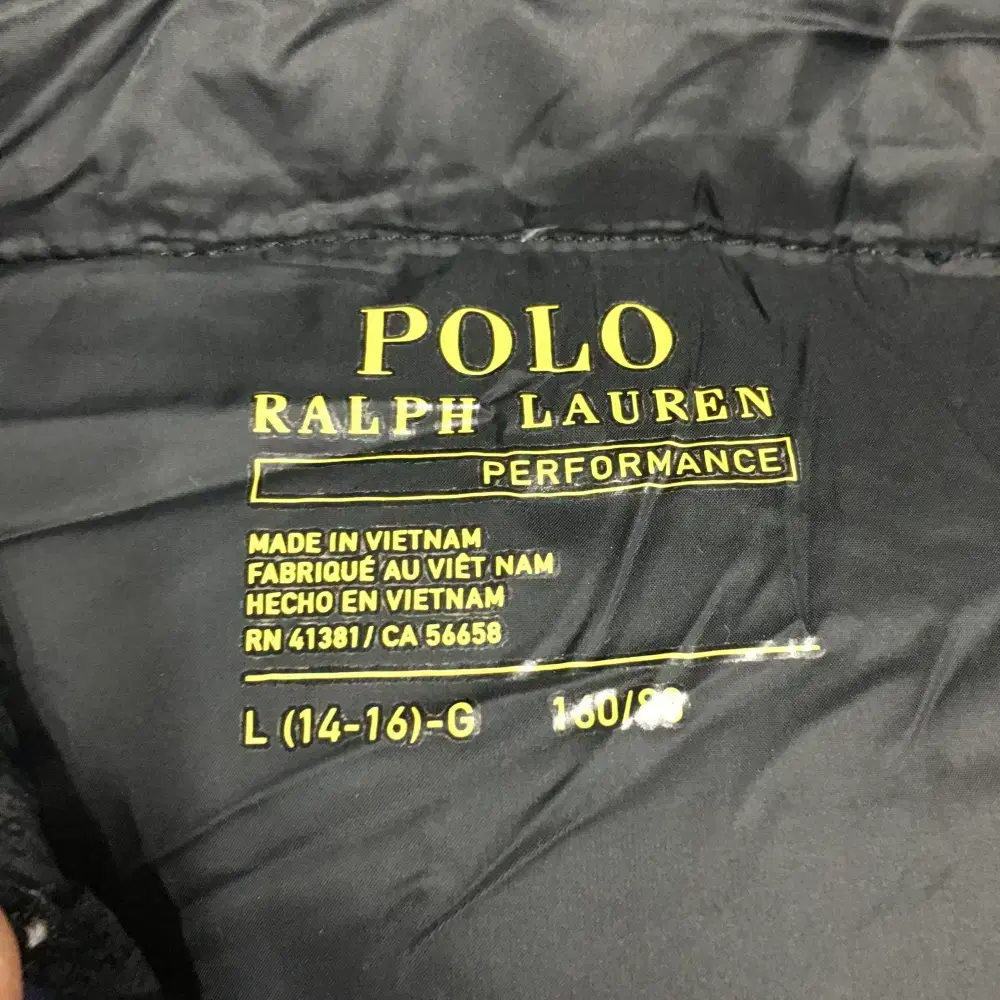 POLO
RALPH LAUREN
PERFORMANCE
MADE IN VIETNAM
FABRIQUÉ AU VIÊT NAM
HECHO EN VIETNAM
RN 41381/ CA 56658
L (14-16)-G